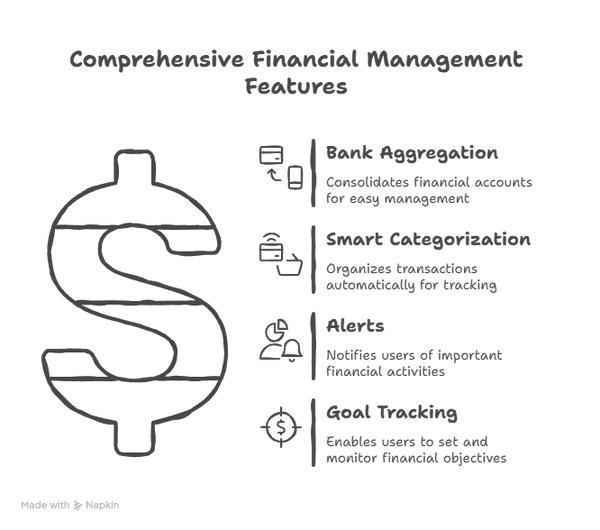 Comprehensive Financial Management
Features
Bank Aggregation
Consolidates financial accounts
for easy management
Smart Categorization
Organizes transactions
automatically for tracking
Alerts
Notifies users of important
financial activities
$
Goal Tracking
Enables users to set and
monitor financial objectives
Made with Napkin